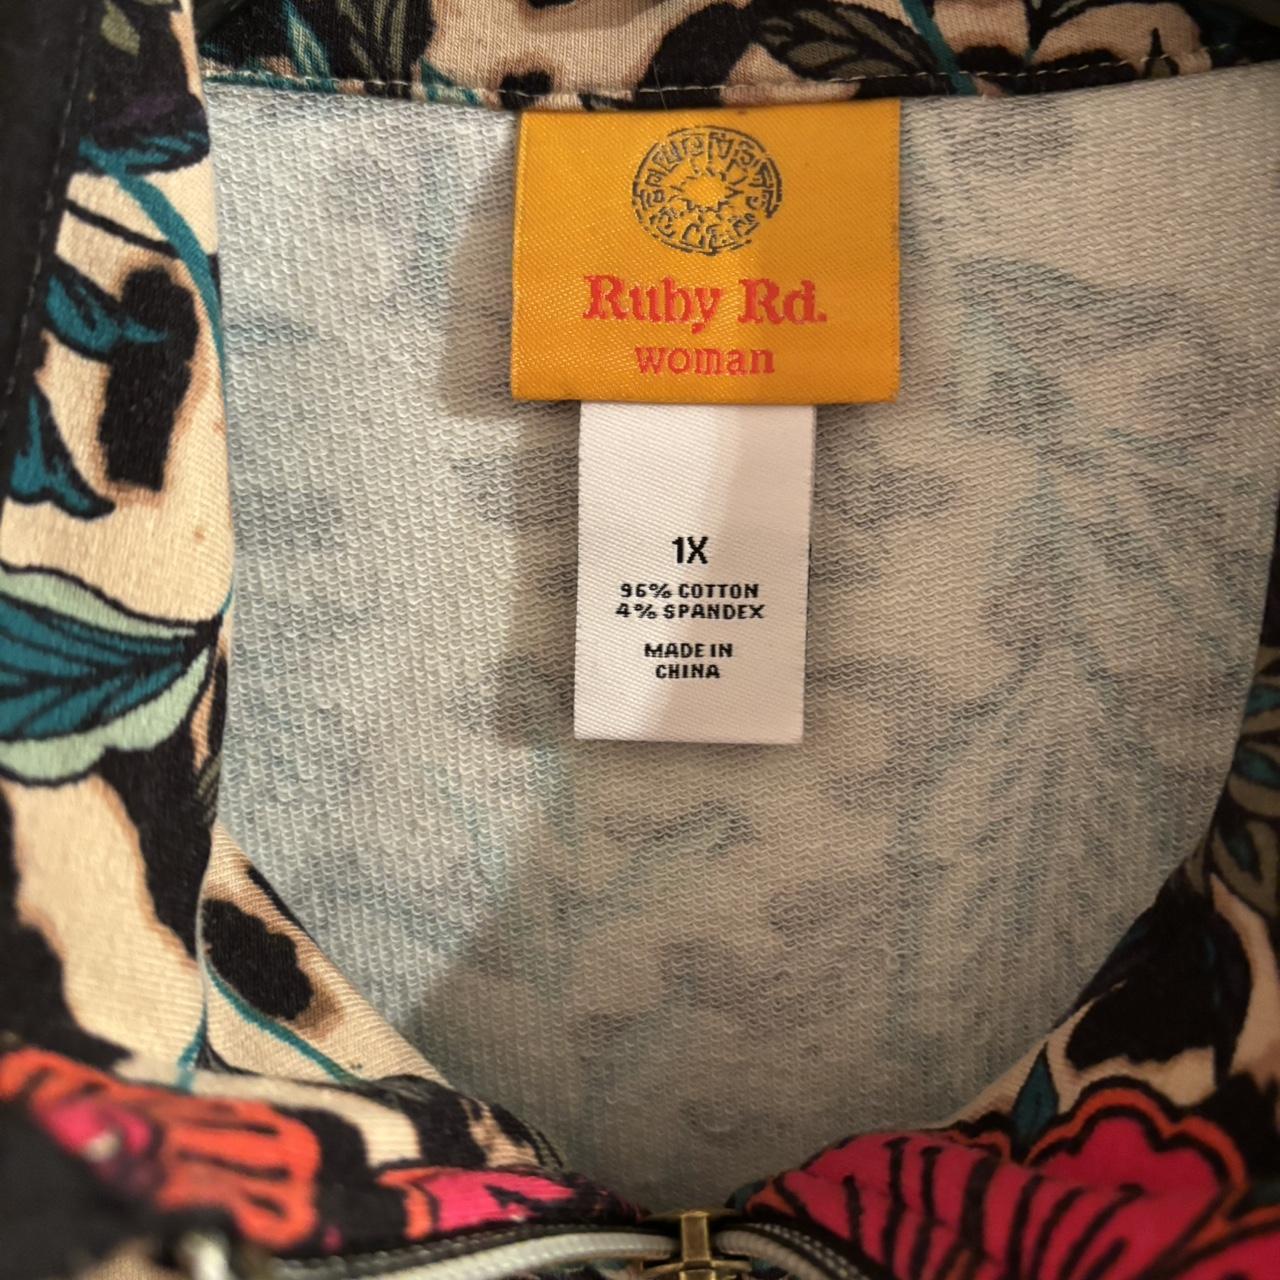 Ruby Rd.
woman
1X
96% COTTON
4% SPANDEX
MADE IN
CHINA